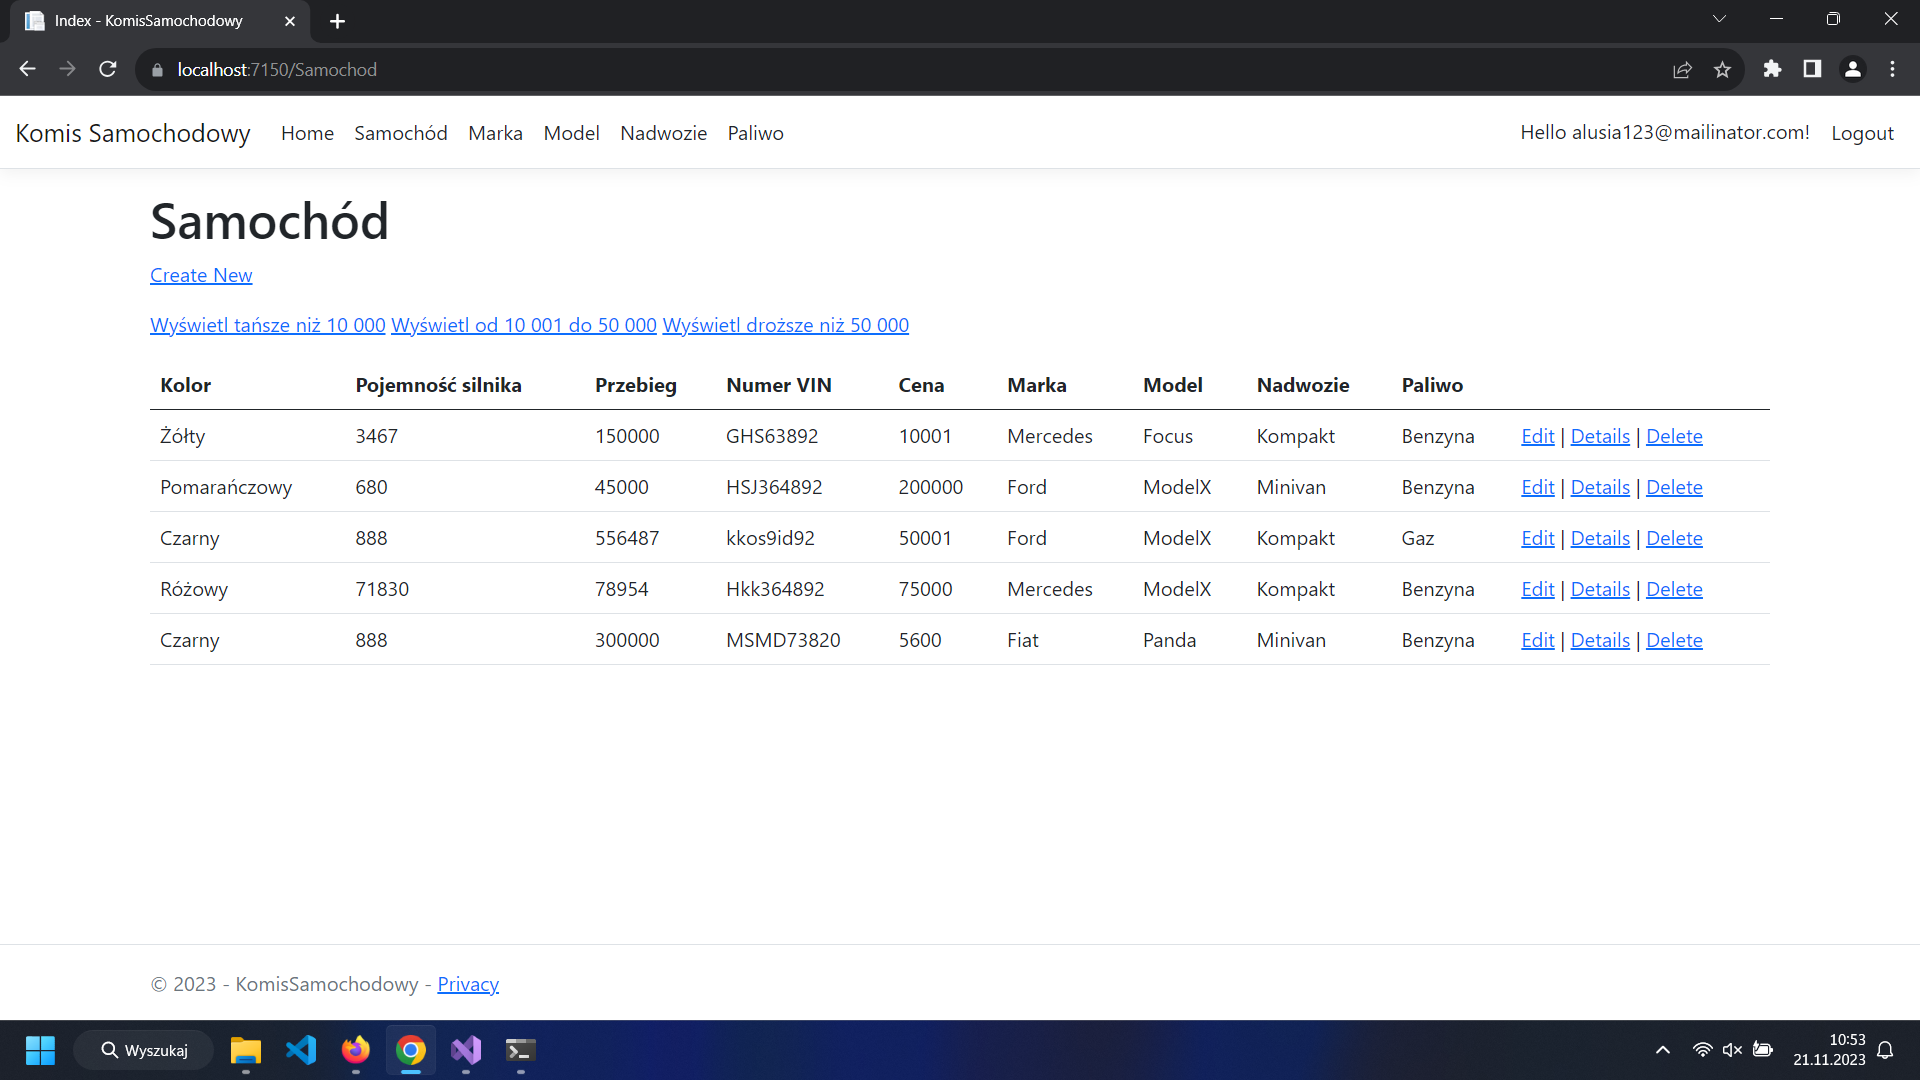 Index - KomisSamochodowy
localhost:7150/Samochod
Komis Samochodowy Home Samochód Marka Model Nadwozie Paliwo Hello alusia123@mailinator.com! Logout
Samochód
Create New
Wyświetl tańsze niż 10 000 Wyświetl od 10 001 do 50 000 Wyświetl droższe niż 50 000
Kolor Pojemność silnika Przebieg Numer VIN Cena Marka Model Nadwozie Paliwo
Żółty 3467 150000 GHS63892 10001 Mercedes Focus Kompakt Benzyna Edit | Details | Delete
Pomarańczowy 680 45000 HSJ364892 200000 Ford ModelX Minivan Benzyna Edit | Details | Delete
Czarny 888 556487 kkos9id92 50001 Ford ModelX Kompakt Gaz Edit | Details | Delete
Różowy 71830 78954 Hkk364892 75000 Mercedes ModelX Kompakt Benzyna Edit | Details | Delete
Czarny 888 300000 MSMD73820 5600 Fiat Panda Minivan Benzyna Edit | Details | Delete
© 2023 - KomisSamochodowy - Privacy
Wyszukaj
10:53
21.11.2023